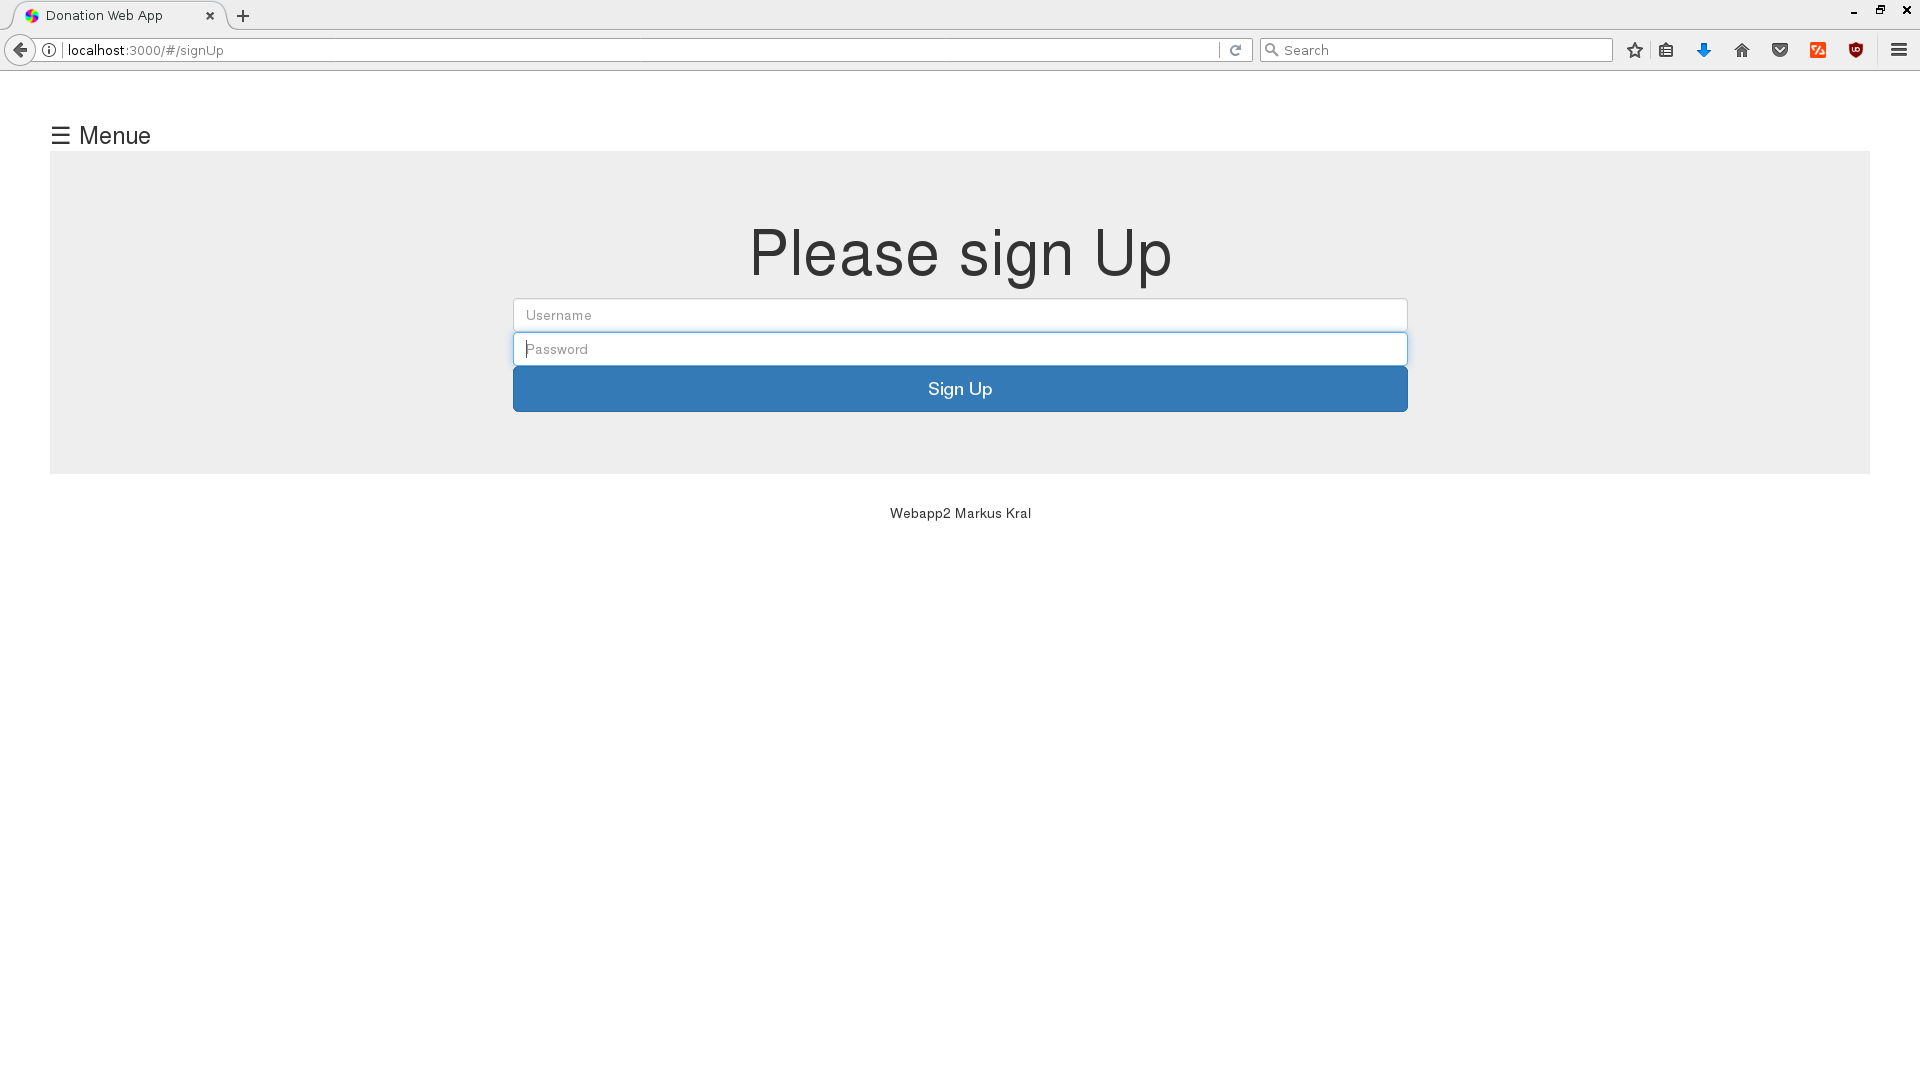 Donation Web App
localhost:3000/#/signUp
Search
☰ Menue
Please sign Up
Username
Password
Sign Up
Webapp2 Markus Kral